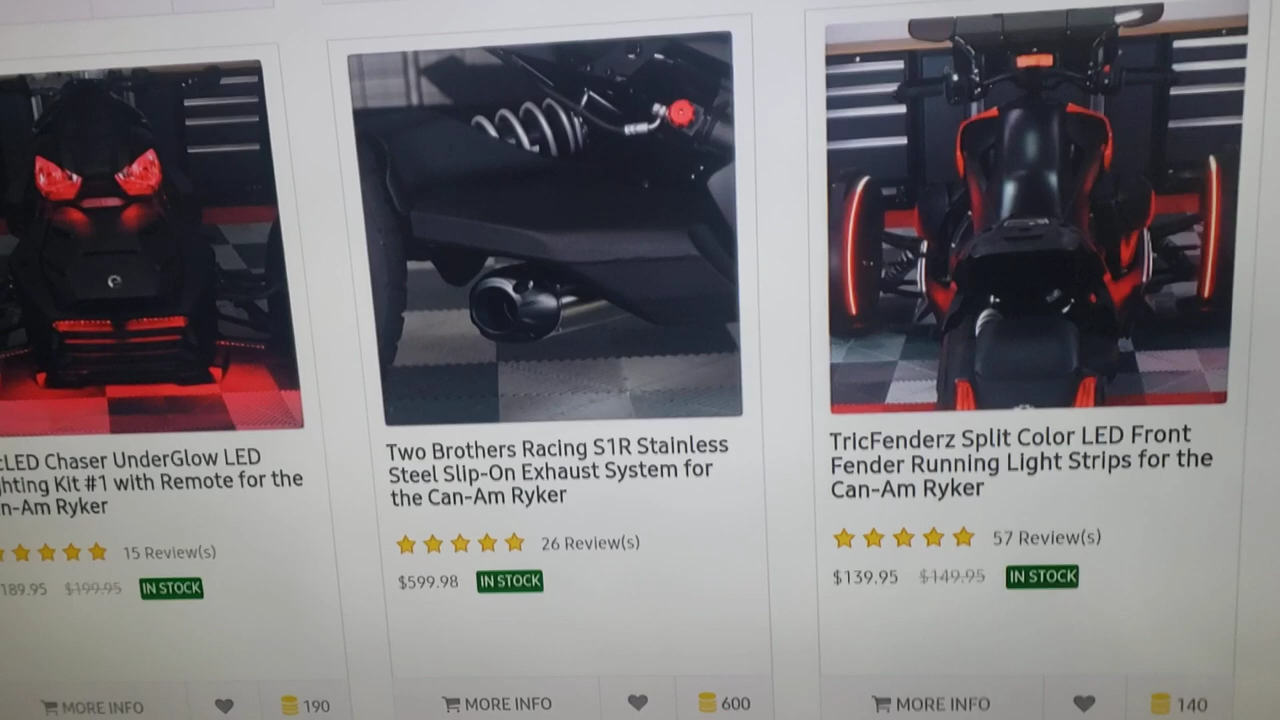 cLED Chaser UnderGlow LED
hting Kit #1 with Remote for the
n-Am Ryker
15 Review(s)
189.95 $199.95 IN STOCK
MORE INFO 190
Two Brothers Racing S1R Stainless
Steel Slip-On Exhaust System for
the Can-Am Ryker
26 Review(s)
$599.98 IN STOCK
MORE INFO 600
TricFenderz Split Color LED Front
Fender Running Light Strips for the
Can-Am Ryker
57 Review(s)
$139.95 $149.95 IN STOCK
MORE INFO 140